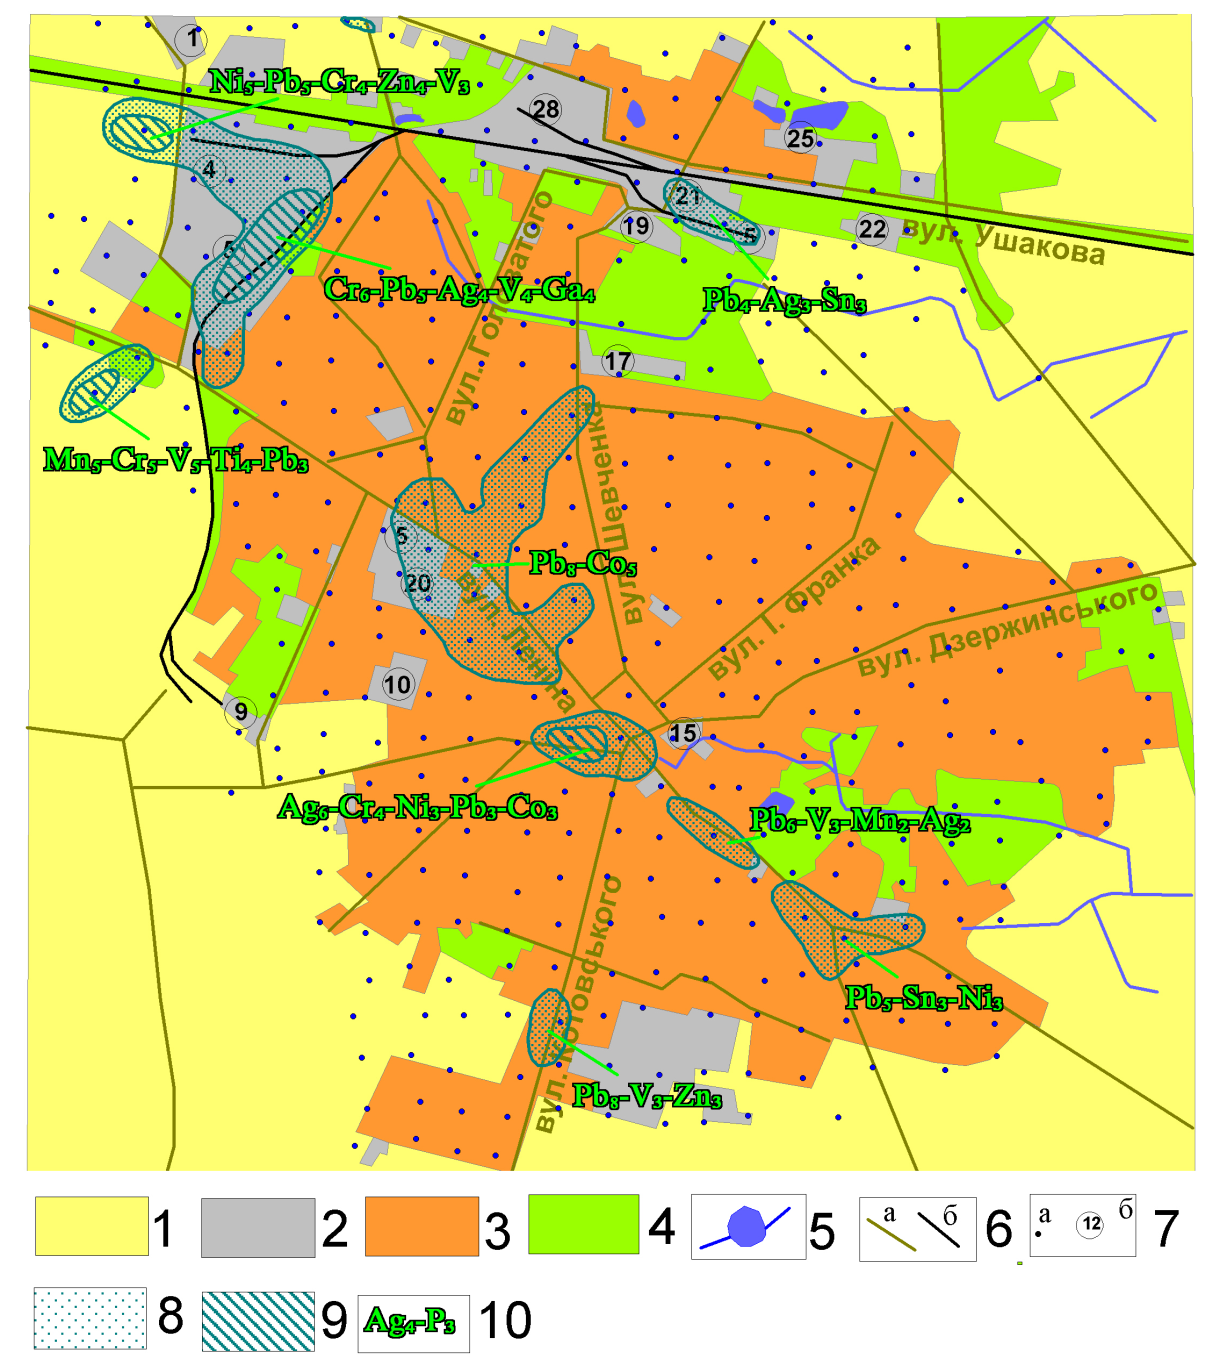 1
Ni₅-Pb₅-Cr₄-Zn₄-V₃
28
25
4
21
19
22
5
5
вул. Ушакова
Cr₆-Pb₅-Ag₄-V₄-Ga₄
Pb₄-Ag₃-Sn₃
вул.Головатого
17
Mn₅-Cr₅-V₅-Ti₄-Pb₃
вул. Шевченка
5
Pb₈-Co₅
20
вул. Леніна
вул. І. Франка
вул. Дзержинського
10
9
15
Ag₆-Cr₄-Ni₃-Pb₃-Co₃
Pb₆-V₃-Mn₂-Ag₂
вул. Котовського
Pb₅-Sn₃-Ni₃
Pb₈-V₃-Zn₃
1 2 3 4 5 а б 6 а 12 б 7
8 9 Ag₄-P₃ 10